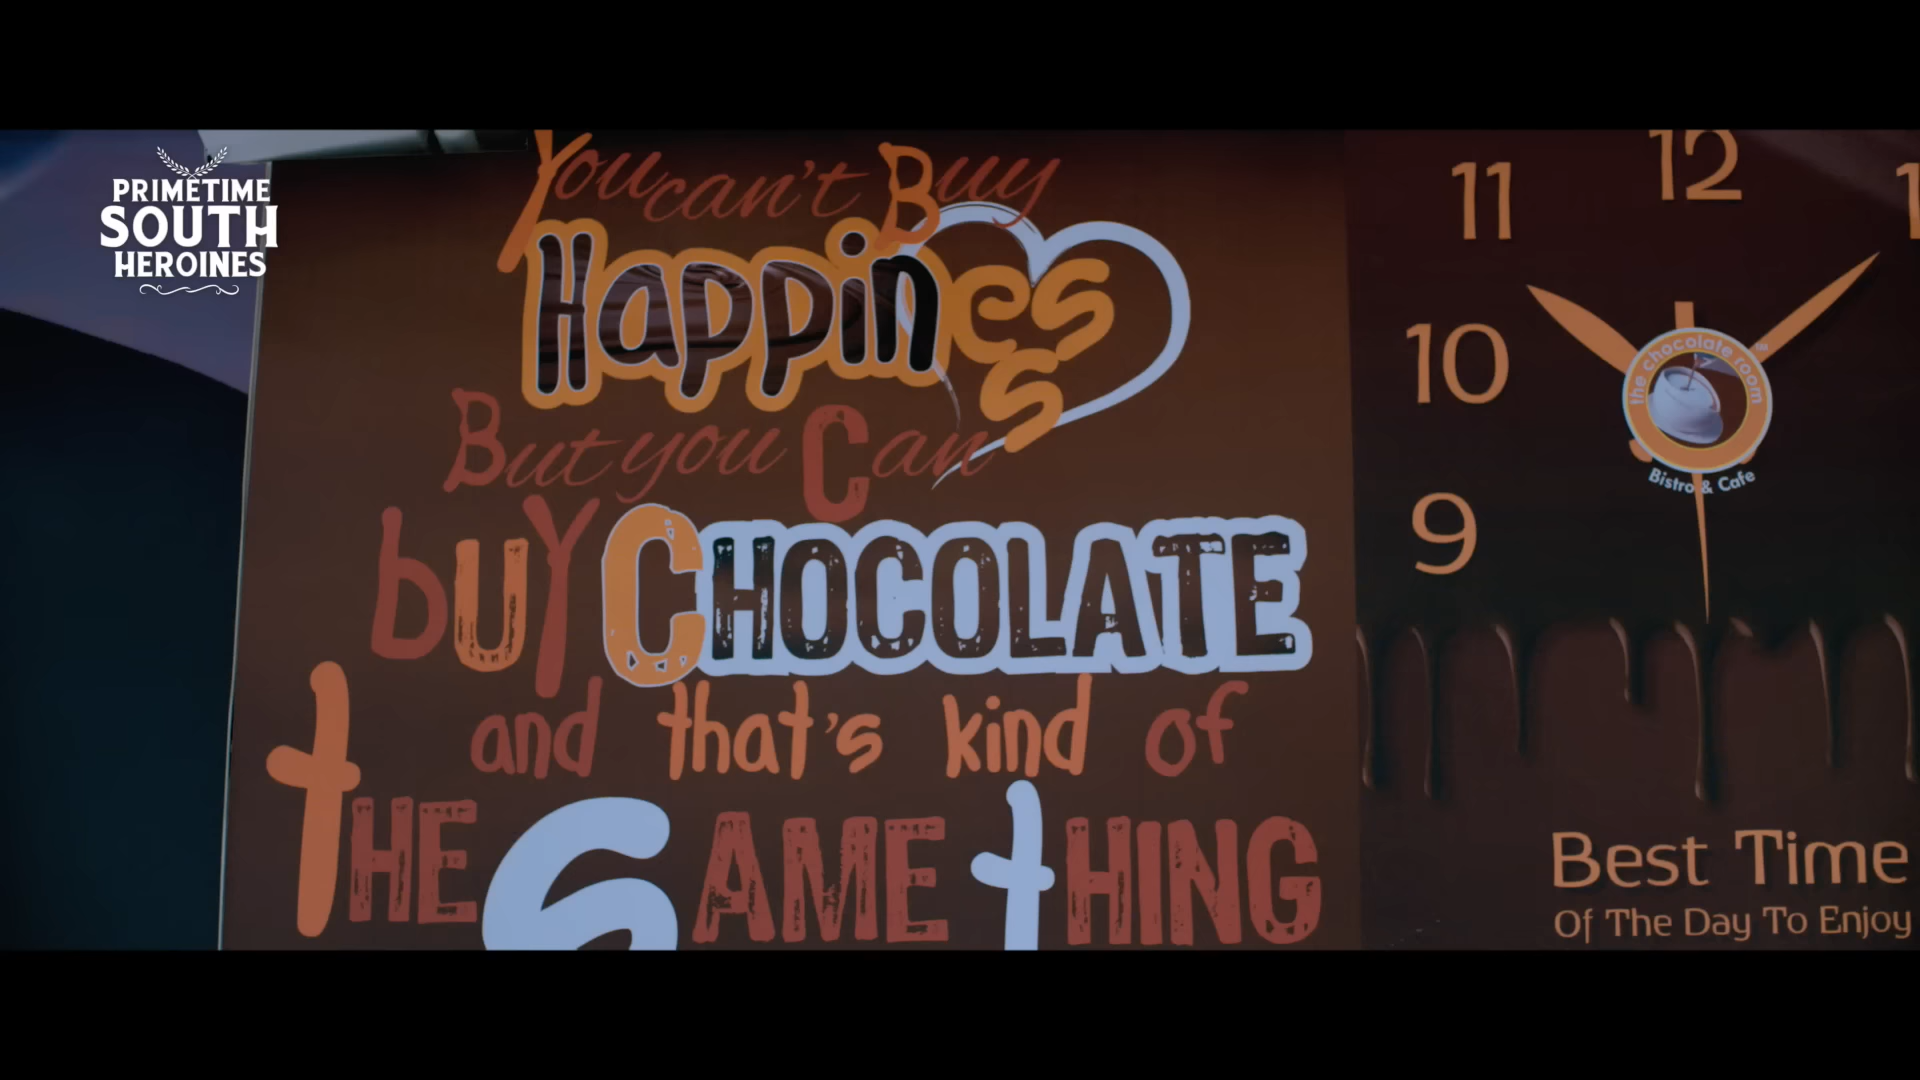 PRIMETIME
SOUTH
HEROINES
You can't Buy
Happiness
But you Can
buY CHOCOLATE
and that's kind of
tHE SAME tHING
11
12
1
10
9
the chocolate room
Bistro & Cafe
Best Time
Of The Day To Enjoy